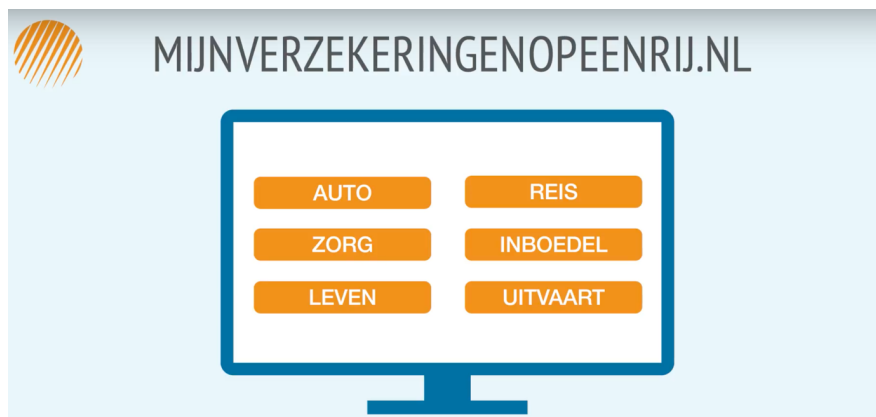 MIJNVERZEKERINGENOPEENRIJ.NL
AUTO
REIS
ZORG
INBOEDEL
LEVEN
UITVAART